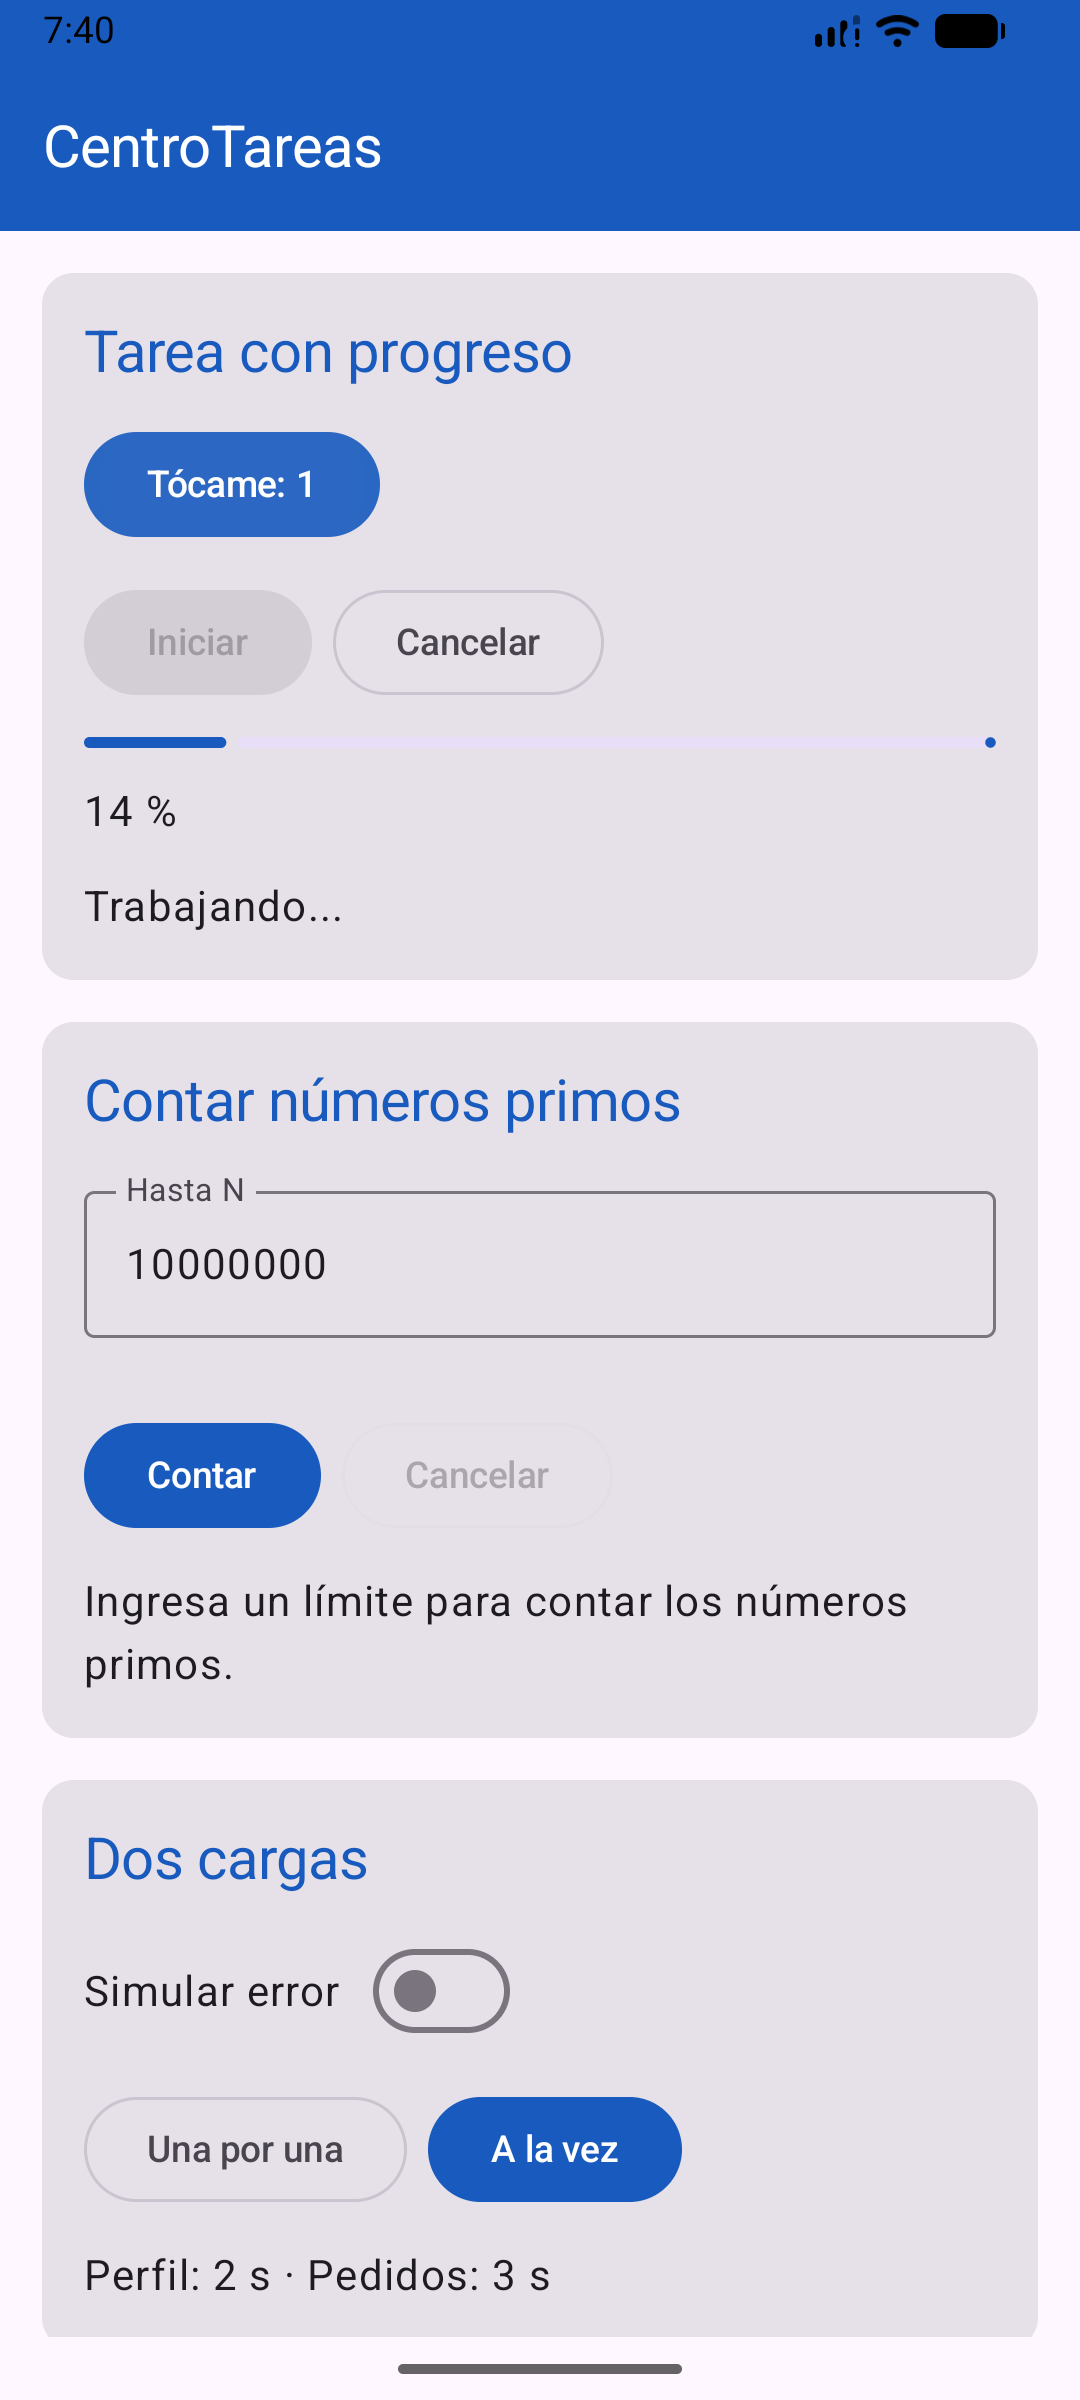 7:40
CentroTareas
Tarea con progreso
Tócame: 1
Iniciar
Cancelar
14 %
Trabajando...
Contar números primos
Hasta N
10000000
Contar
Cancelar
Ingresa un límite para contar los números
primos.
Dos cargas
Simular error
Una por una
A la vez
Perfil: 2 s · Pedidos: 3 s